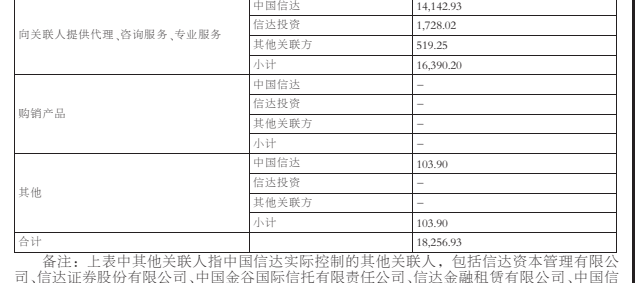 中国信达 14,142.93
向关联人提供代理、咨询服务、专业服务 信达投资 1,728.02
其他关联方 519.25
小计 16,390.20
购销产品 中国信达 –
信达投资 –
其他关联方 –
小计 –
其他 中国信达 103.90
信达投资 –
其他关联方 –
小计 103.90
合计 18,256.93
备注：上表中其他关联人指中国信达实际控制的其他关联人，包括信达资本管理有限公
司、信达证券股份有限公司、中国金谷国际信托有限责任公司、信达金融租赁有限公司、中国信